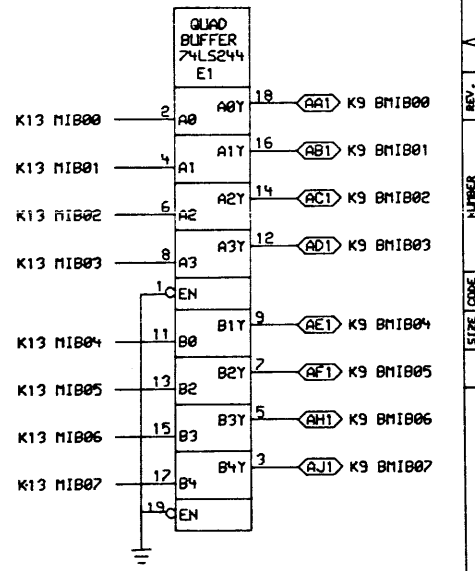 QUAD
BUFFER
74LS244
E1
K13 MIB00 2 A0 A0Y 18 AA1 K9 BMIB00
K13 MIB01 4 A1 A1Y 16 AB1 K9 BMIB01
K13 MIB02 6 A2 A2Y 14 AC1 K9 BMIB02
K13 MIB03 8 A3 A3Y 12 AD1 K9 BMIB03
1 EN
K13 MIB04 11 B0 B1Y 9 AE1 K9 BMIB04
K13 MIB05 13 B2 B2Y 7 AF1 K9 BMIB05
K13 MIB06 15 B3 B3Y 5 AH1 K9 BMIB06
K13 MIB07 17 B4 B4Y 3 AJ1 K9 BMIB07
19 EN
REV.
NUMBER
CODE
SIZE